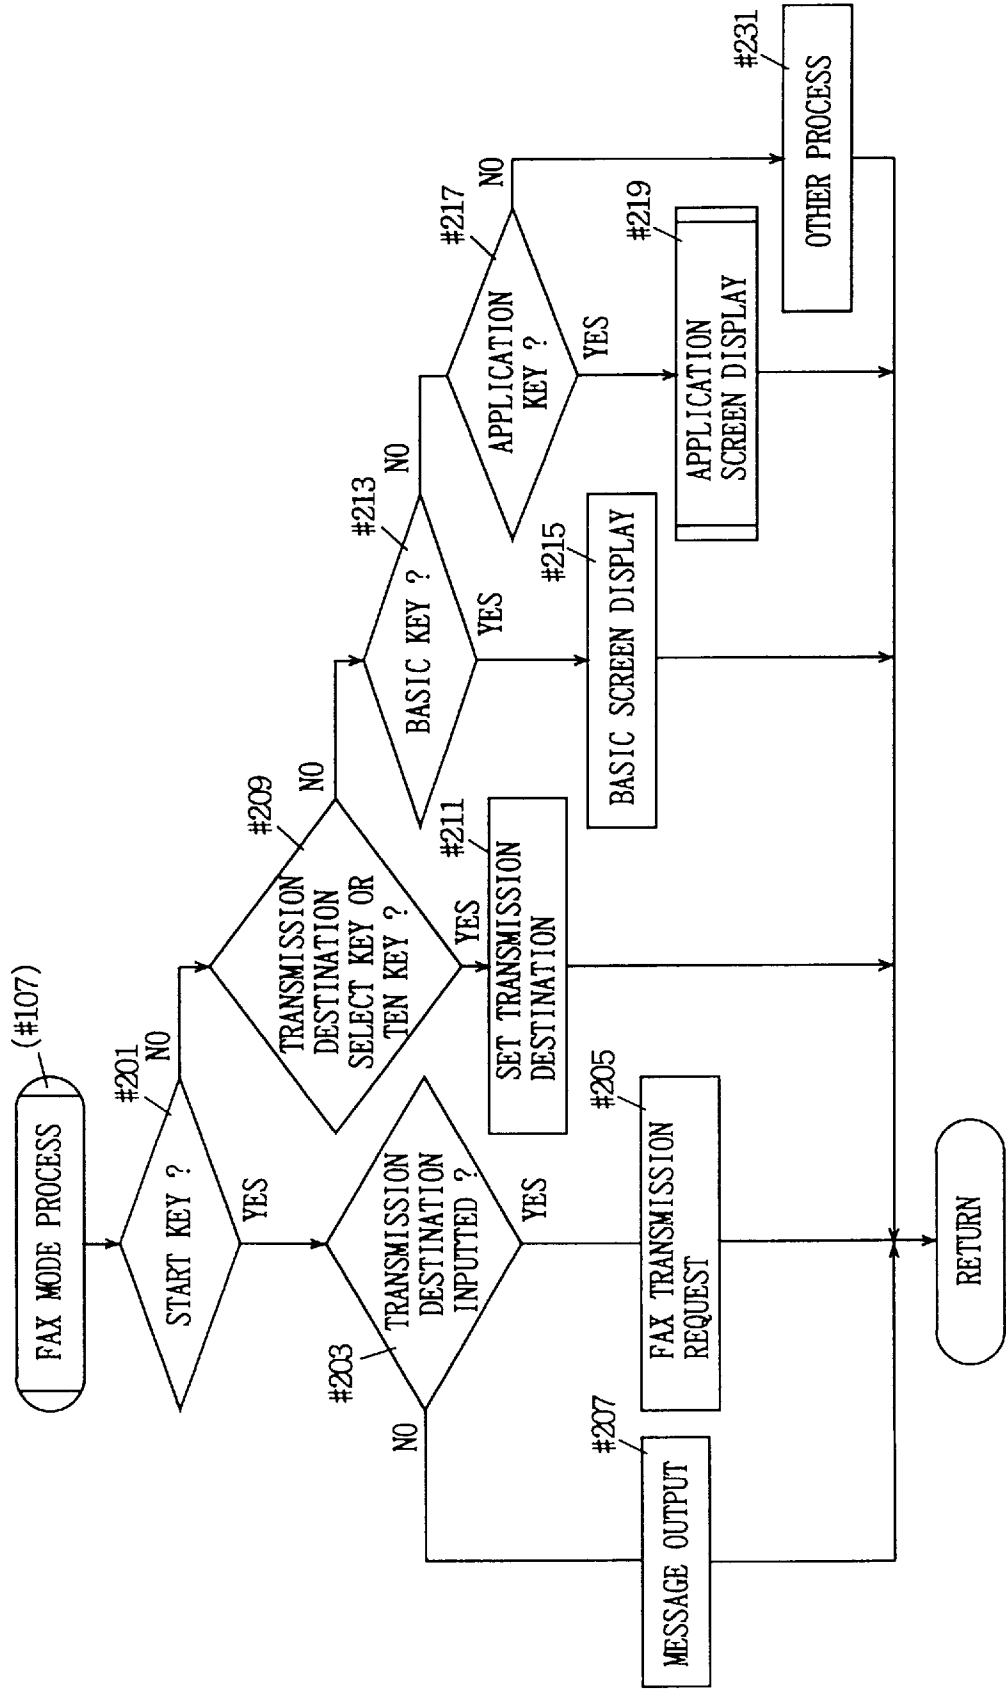 FAX MODE PROCESS
(#107)
START KEY ?
#201
NO
YES
TRANSMISSION
DESTINATION
INPUTTED ?
#203
NO
YES
FAX TRANSMISSION
REQUEST
#205
MESSAGE OUTPUT
#207
TRANSMISSION
DESTINATION
SELECT KEY OR
TEN KEY ?
#209
NO
YES
SET TRANSMISSION
DESTINATION
#211
BASIC KEY ?
#213
NO
YES
BASIC SCREEN DISPLAY
#215
APPLICATION
KEY ?
#217
NO
YES
APPLICATION
SCREEN DISPLAY
#219
OTHER PROCESS
#231
RETURN